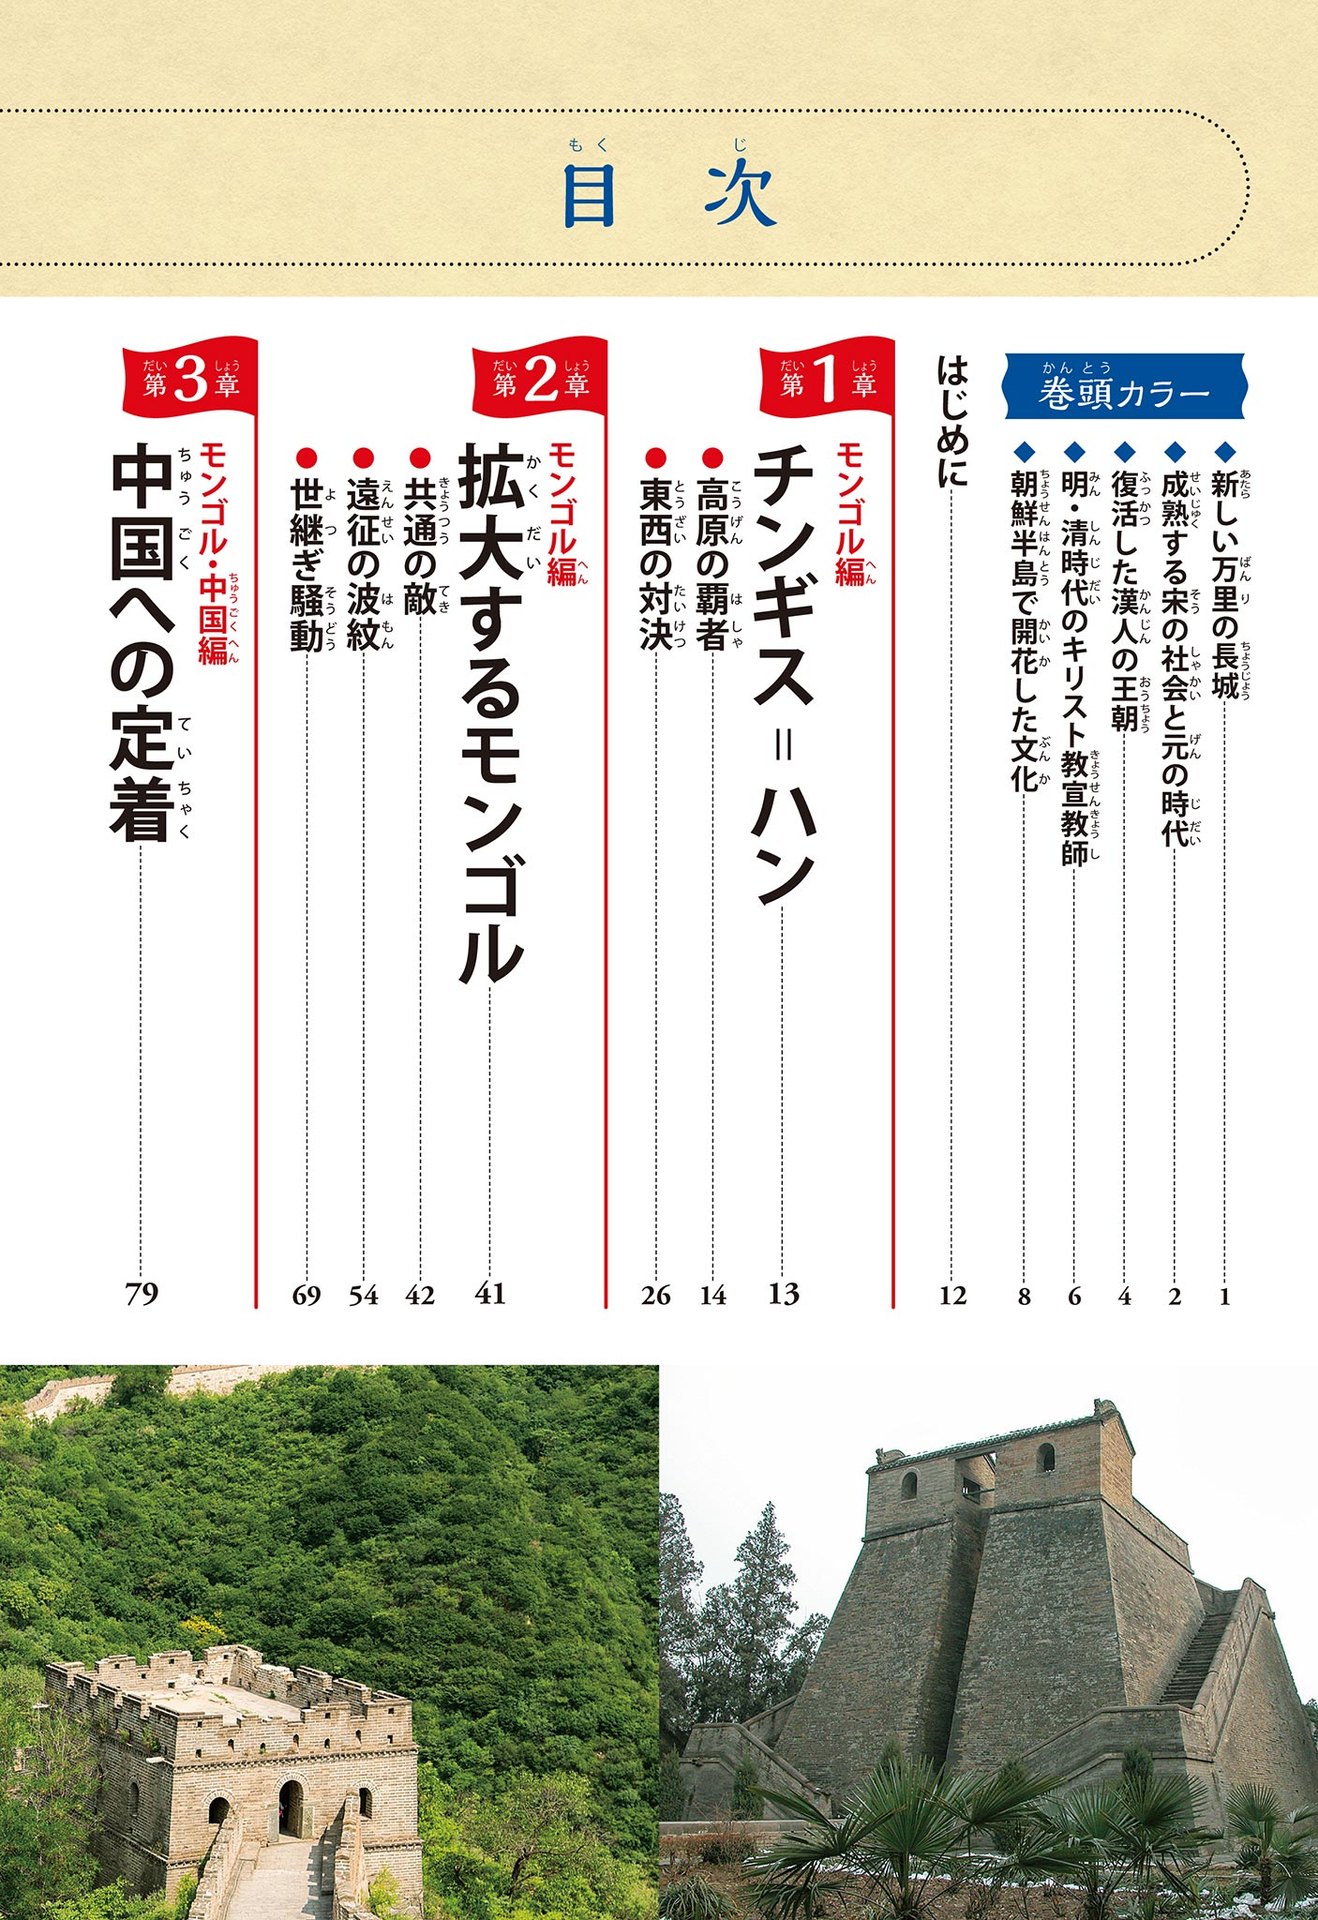 目次
巻頭カラー
◆新しい万里の長城 1
◆成熟する宋の社会と元の時代 2
◆復活した漢人の王朝 4
◆明・清時代のキリスト教宣教師 6
◆朝鮮半島で開花した文化 8
はじめに 12
第1章
モンゴル編
チンギス＝ハン 13
●高原の覇者 14
●東西の対決 26
第2章
モンゴル編
拡大するモンゴル 41
●共通の敵 42
●遠征の波紋 54
●世継ぎ騒動 69
第3章
モンゴル・中国編
中国への定着 79